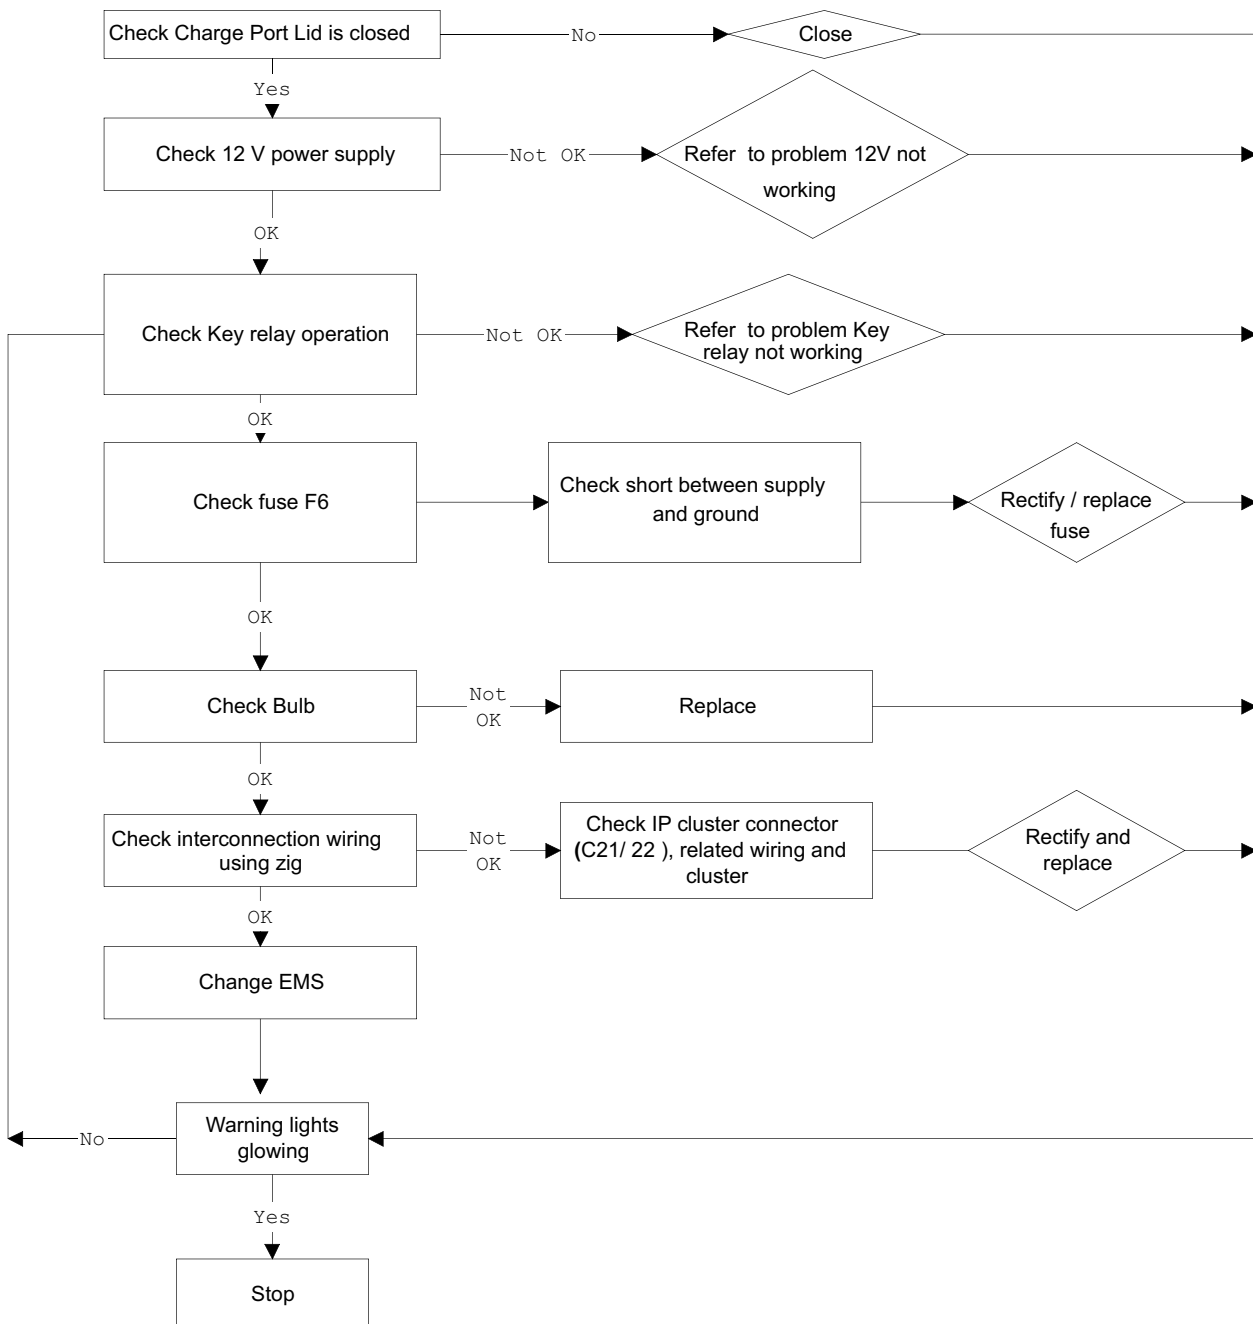 Check Charge Port Lid is closed
No
Close
Yes
Check 12 V power supply
Not OK
Refer to problem 12V not
working
OK
Check Key relay operation
Not OK
Refer to problem Key
relay not working
OK
Check fuse F6
Check short between supply
and ground
Rectify / replace
fuse
OK
Check Bulb
Not
OK
Replace
OK
Check interconnection wiring
using zig
Not
OK
Check IP cluster connector
(C21/ 22 ), related wiring and
cluster
Rectify and
replace
OK
Change EMS
Warning lights
glowing
No
Yes
Stop